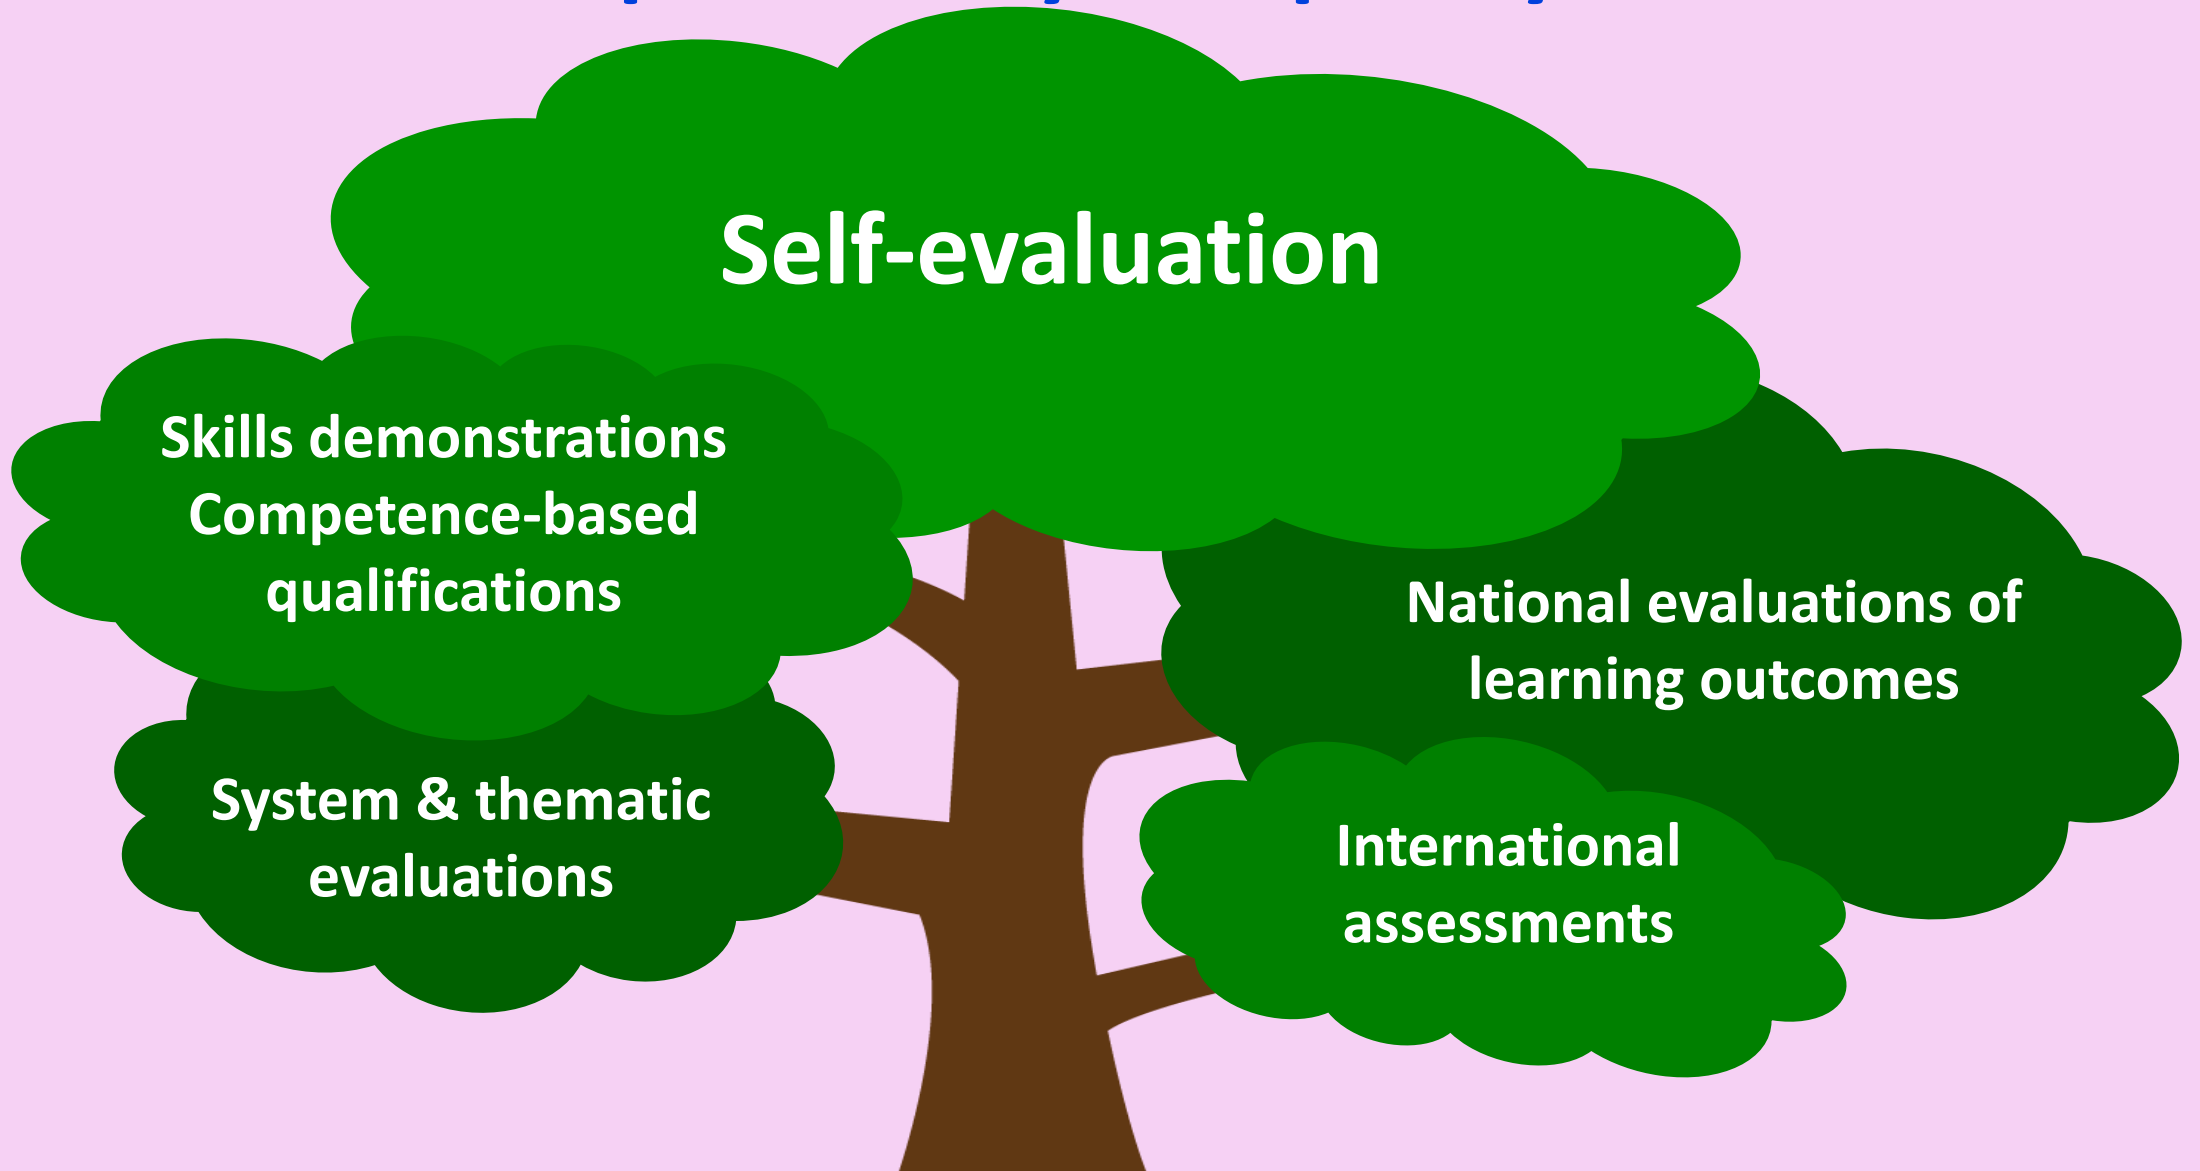 Self-evaluation
Skills demonstrations
Competence-based
qualifications
National evaluations of
learning outcomes
System & thematic
evaluations
International
assessments